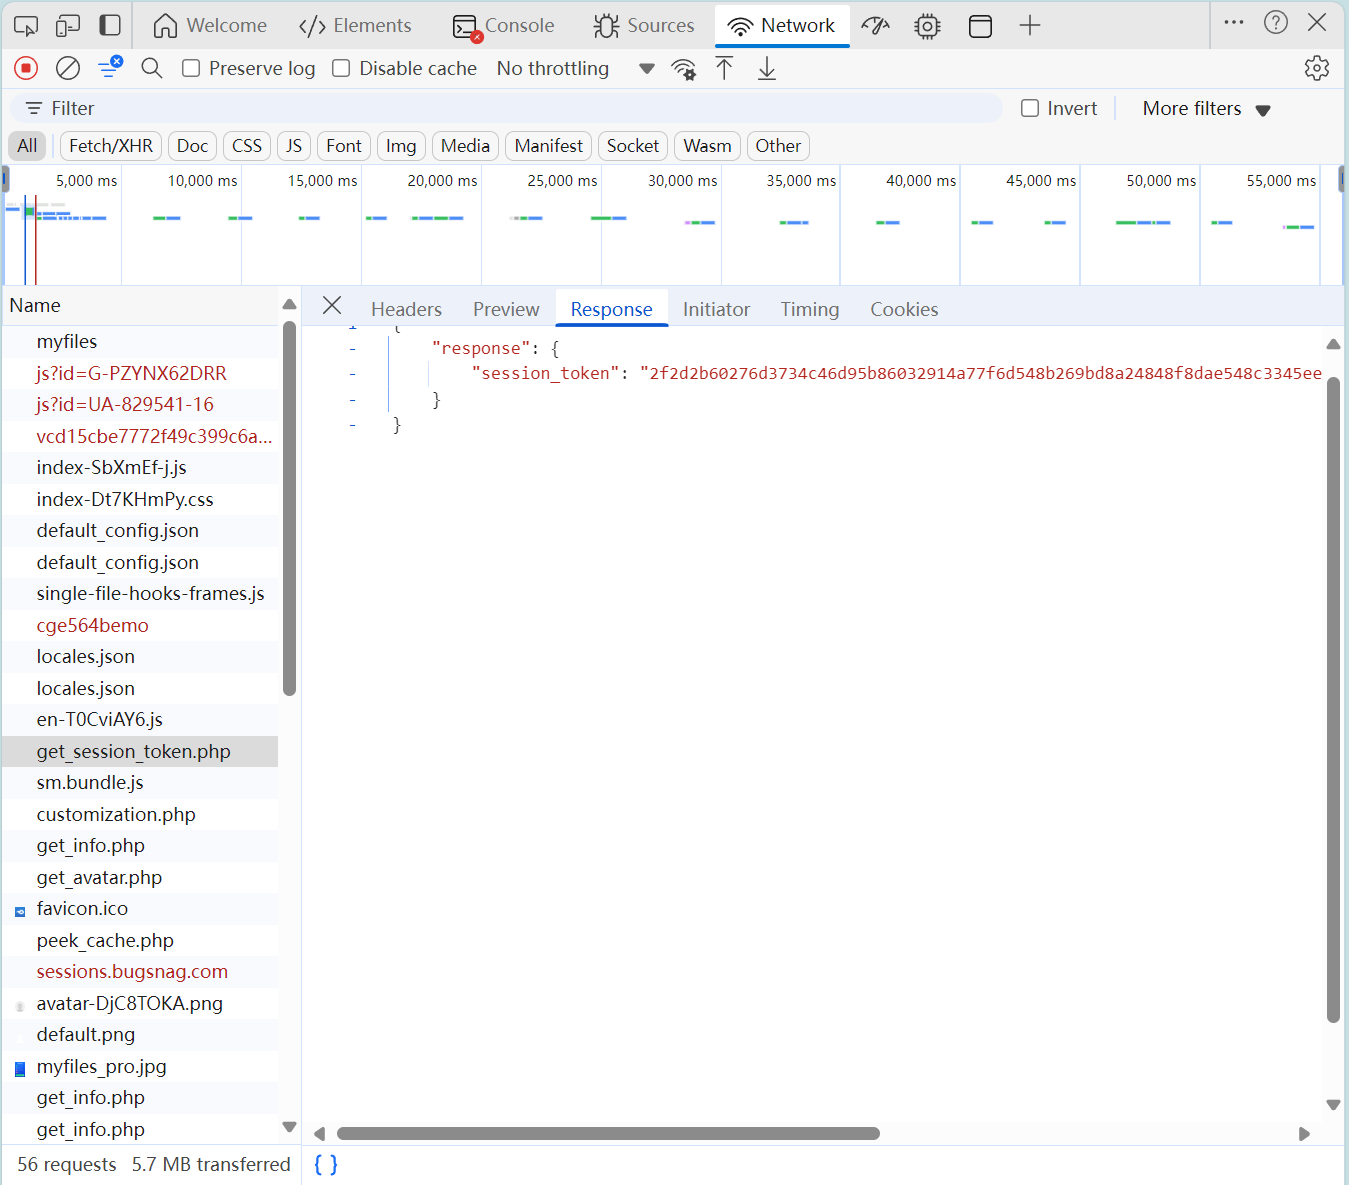 Welcome Elements Console Sources Network
Preserve log Disable cache No throttling
Filter Invert More filters
All Fetch/XHR Doc CSS JS Font Img Media Manifest Socket Wasm Other
5,000 ms 10,000 ms 15,000 ms 20,000 ms 25,000 ms 30,000 ms 35,000 ms 40,000 ms 45,000 ms 50,000 ms 55,000 ms
Name
myfiles
js?id=G-PZYNX62DRR
js?id=UA-829541-16
vcd15cbe7772f49c399c6a...
index-SbXmEf-j.js
index-Dt7KHmPy.css
default_config.json
default_config.json
single-file-hooks-frames.js
cge564bemo
locales.json
locales.json
en-T0CviAY6.js
get_session_token.php
sm.bundle.js
customization.php
get_info.php
get_avatar.php
favicon.ico
peek_cache.php
sessions.bugsnag.com
avatar-DjC8TOKA.png
default.png
myfiles_pro.jpg
get_info.php
get_info.php
56 requests 5.7 MB transferred
Headers Preview Response Initiator Timing Cookies
1 {
- "response": {
- "session_token": "2f2d2b60276d3734c46d95b86032914a77f6d548b269bd8a24848f8dae548c3345ee
- }
- }
{ }